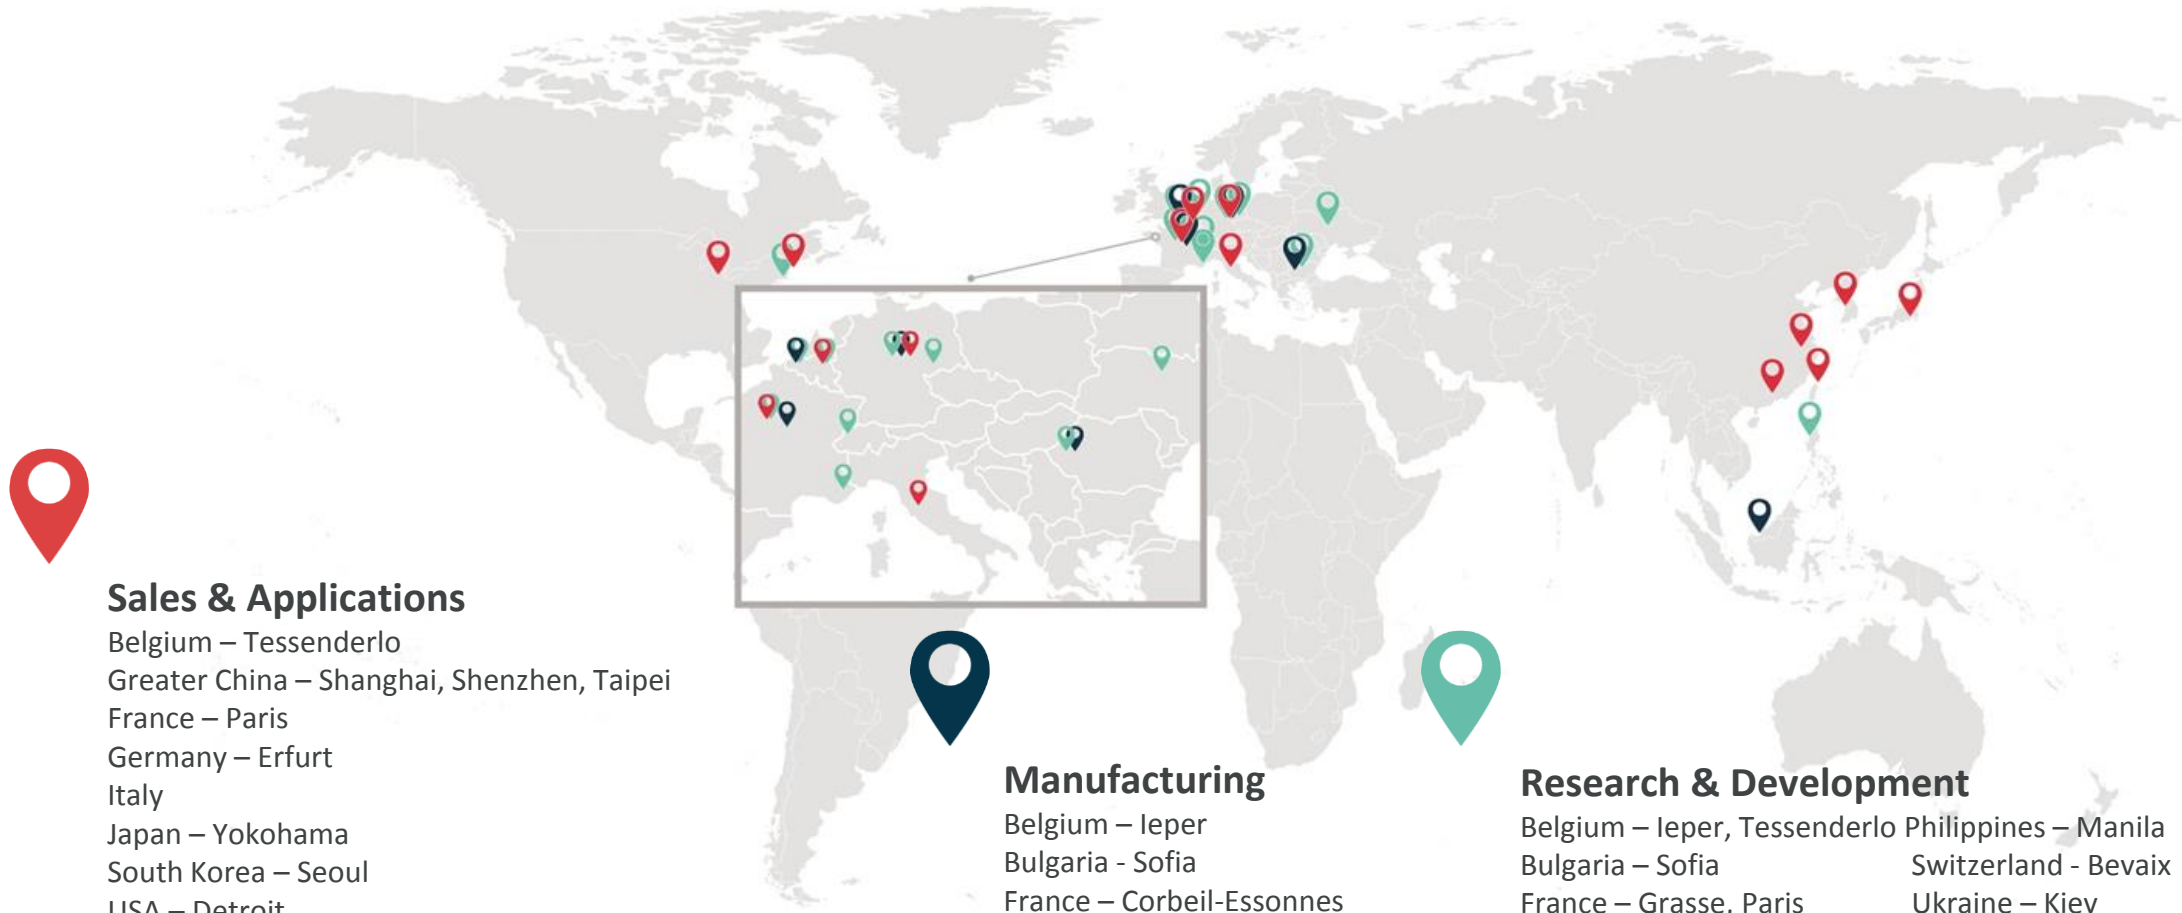 Sales & Applications
Belgium – Tessenderlo
Greater China – Shanghai, Shenzhen, Taipei
France – Paris
Germany – Erfurt
Italy
Japan – Yokohama
South Korea – Seoul
USA – Detroit
Manufacturing
Belgium – Ieper
Bulgaria - Sofia
France – Corbeil-Essonnes
Research & Development
Belgium – Ieper, Tessenderlo Philippines – Manila
Bulgaria – Sofia Switzerland - Bevaix
France – Grasse, Paris Ukraine – Kiev